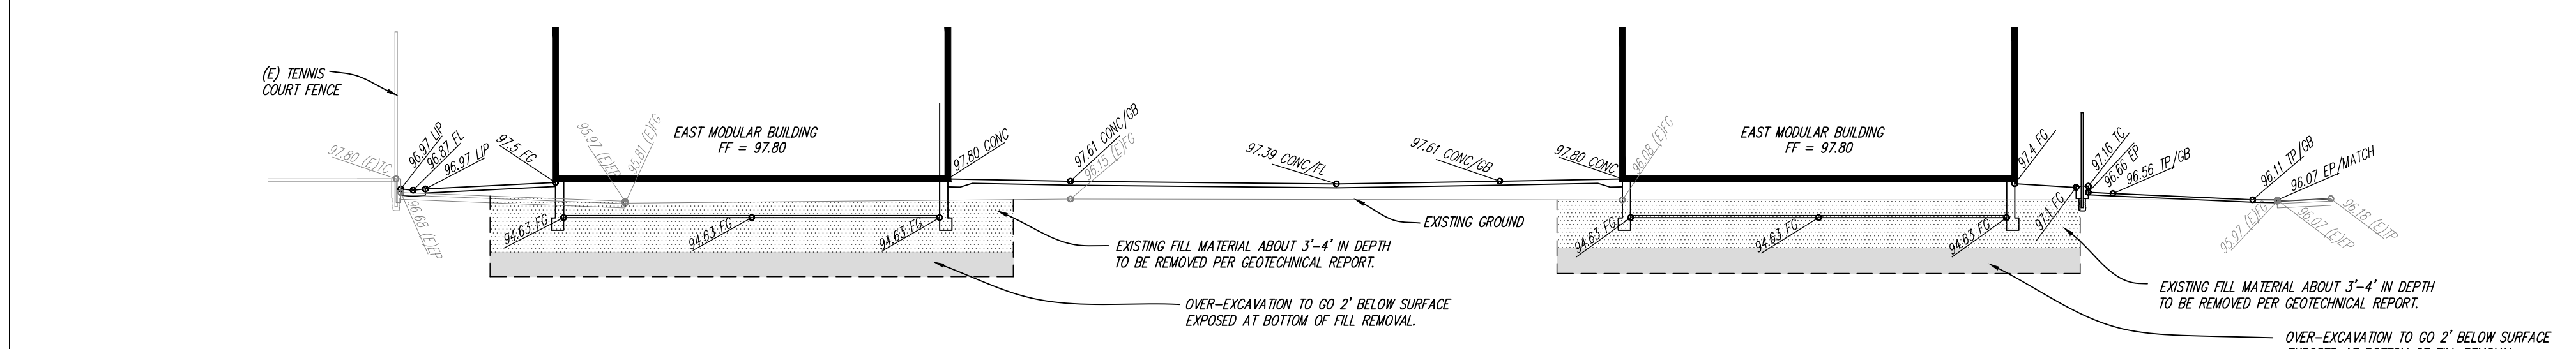 (E) TENNIS
COURT FENCE
97.80 (E)TC
96.97 LIP
96.87 FL
96.97 LIP
96.68 (E)EP
97.5 FG
95.97 (E)EP
95.81 (E)FG
EAST MODULAR BUILDING
FF = 97.80
94.63 FG
94.63 FG
94.63 FG
97.80 CONC
97.61 CONC/GB
96.75 (E)FG
97.39 CONC/FL
97.61 CONC/GB
97.80 CONC
96.08 (E)FG
EXISTING GROUND
EXISTING FILL MATERIAL ABOUT 3'-4' IN DEPTH
TO BE REMOVED PER GEOTECHNICAL REPORT.
OVER-EXCAVATION TO GO 2' BELOW SURFACE
EXPOSED AT BOTTOM OF FILL REMOVAL.
EAST MODULAR BUILDING
FF = 97.80
94.63 FG
94.63 FG
94.63 FG
97.4 FG
97.1 FG
97.16 TC
96.66 EP
96.56 TP/GB
96.11 TP/GB
96.07 EP/MATCH
95.97 (E)FG
96.07 (E)EP
96.18 (E)TP
EXISTING FILL MATERIAL ABOUT 3'-4' IN DEPTH
TO BE REMOVED PER GEOTECHNICAL REPORT.
OVER-EXCAVATION TO GO 2' BELOW SURFACE